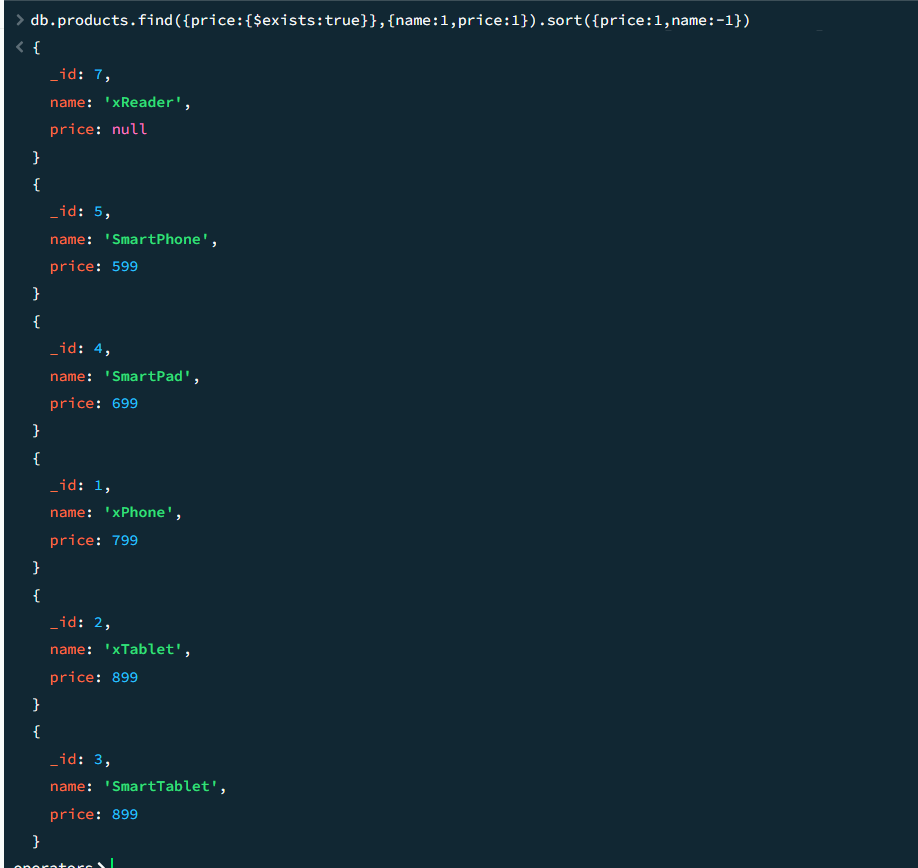 > db.products.find({price:{$exists:true}},{name:1,price:1}).sort({price:1,name:-1})
< {
_id: 7,
name: 'xReader',
price: null
}
{
_id: 5,
name: 'SmartPhone',
price: 599
}
{
_id: 4,
name: 'SmartPad',
price: 699
}
{
_id: 1,
name: 'xPhone',
price: 799
}
{
_id: 2,
name: 'xTablet',
price: 899
}
{
_id: 3,
name: 'SmartTablet',
price: 899
}
operators>